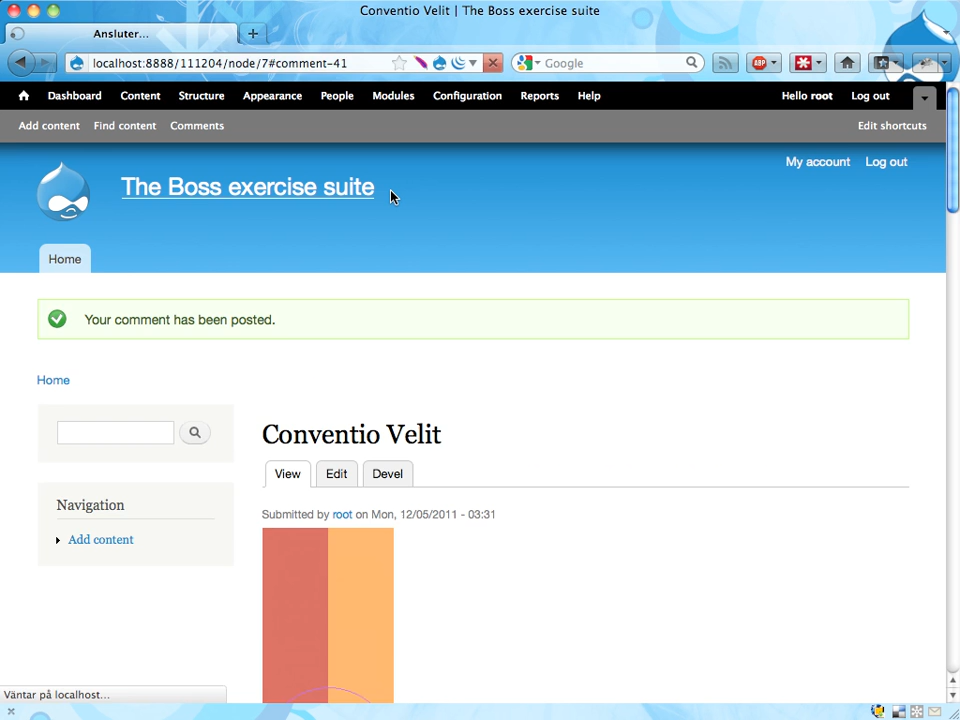 Conventio Velit | The Boss exercise suite
Ansluter...
localhost:8888/111204/node/7#comment-41
Google
ABP
Dashboard Content Structure Appearance People Modules Configuration Reports Help Hello root Log out
Add content Find content Comments Edit shortcuts
My account Log out
The Boss exercise suite
Home
Your comment has been posted.
Home
Conventio Velit
View Edit Devel
Navigation
Add content
Submitted by root on Mon, 12/05/2011 - 03:31
Väntar på localhost...